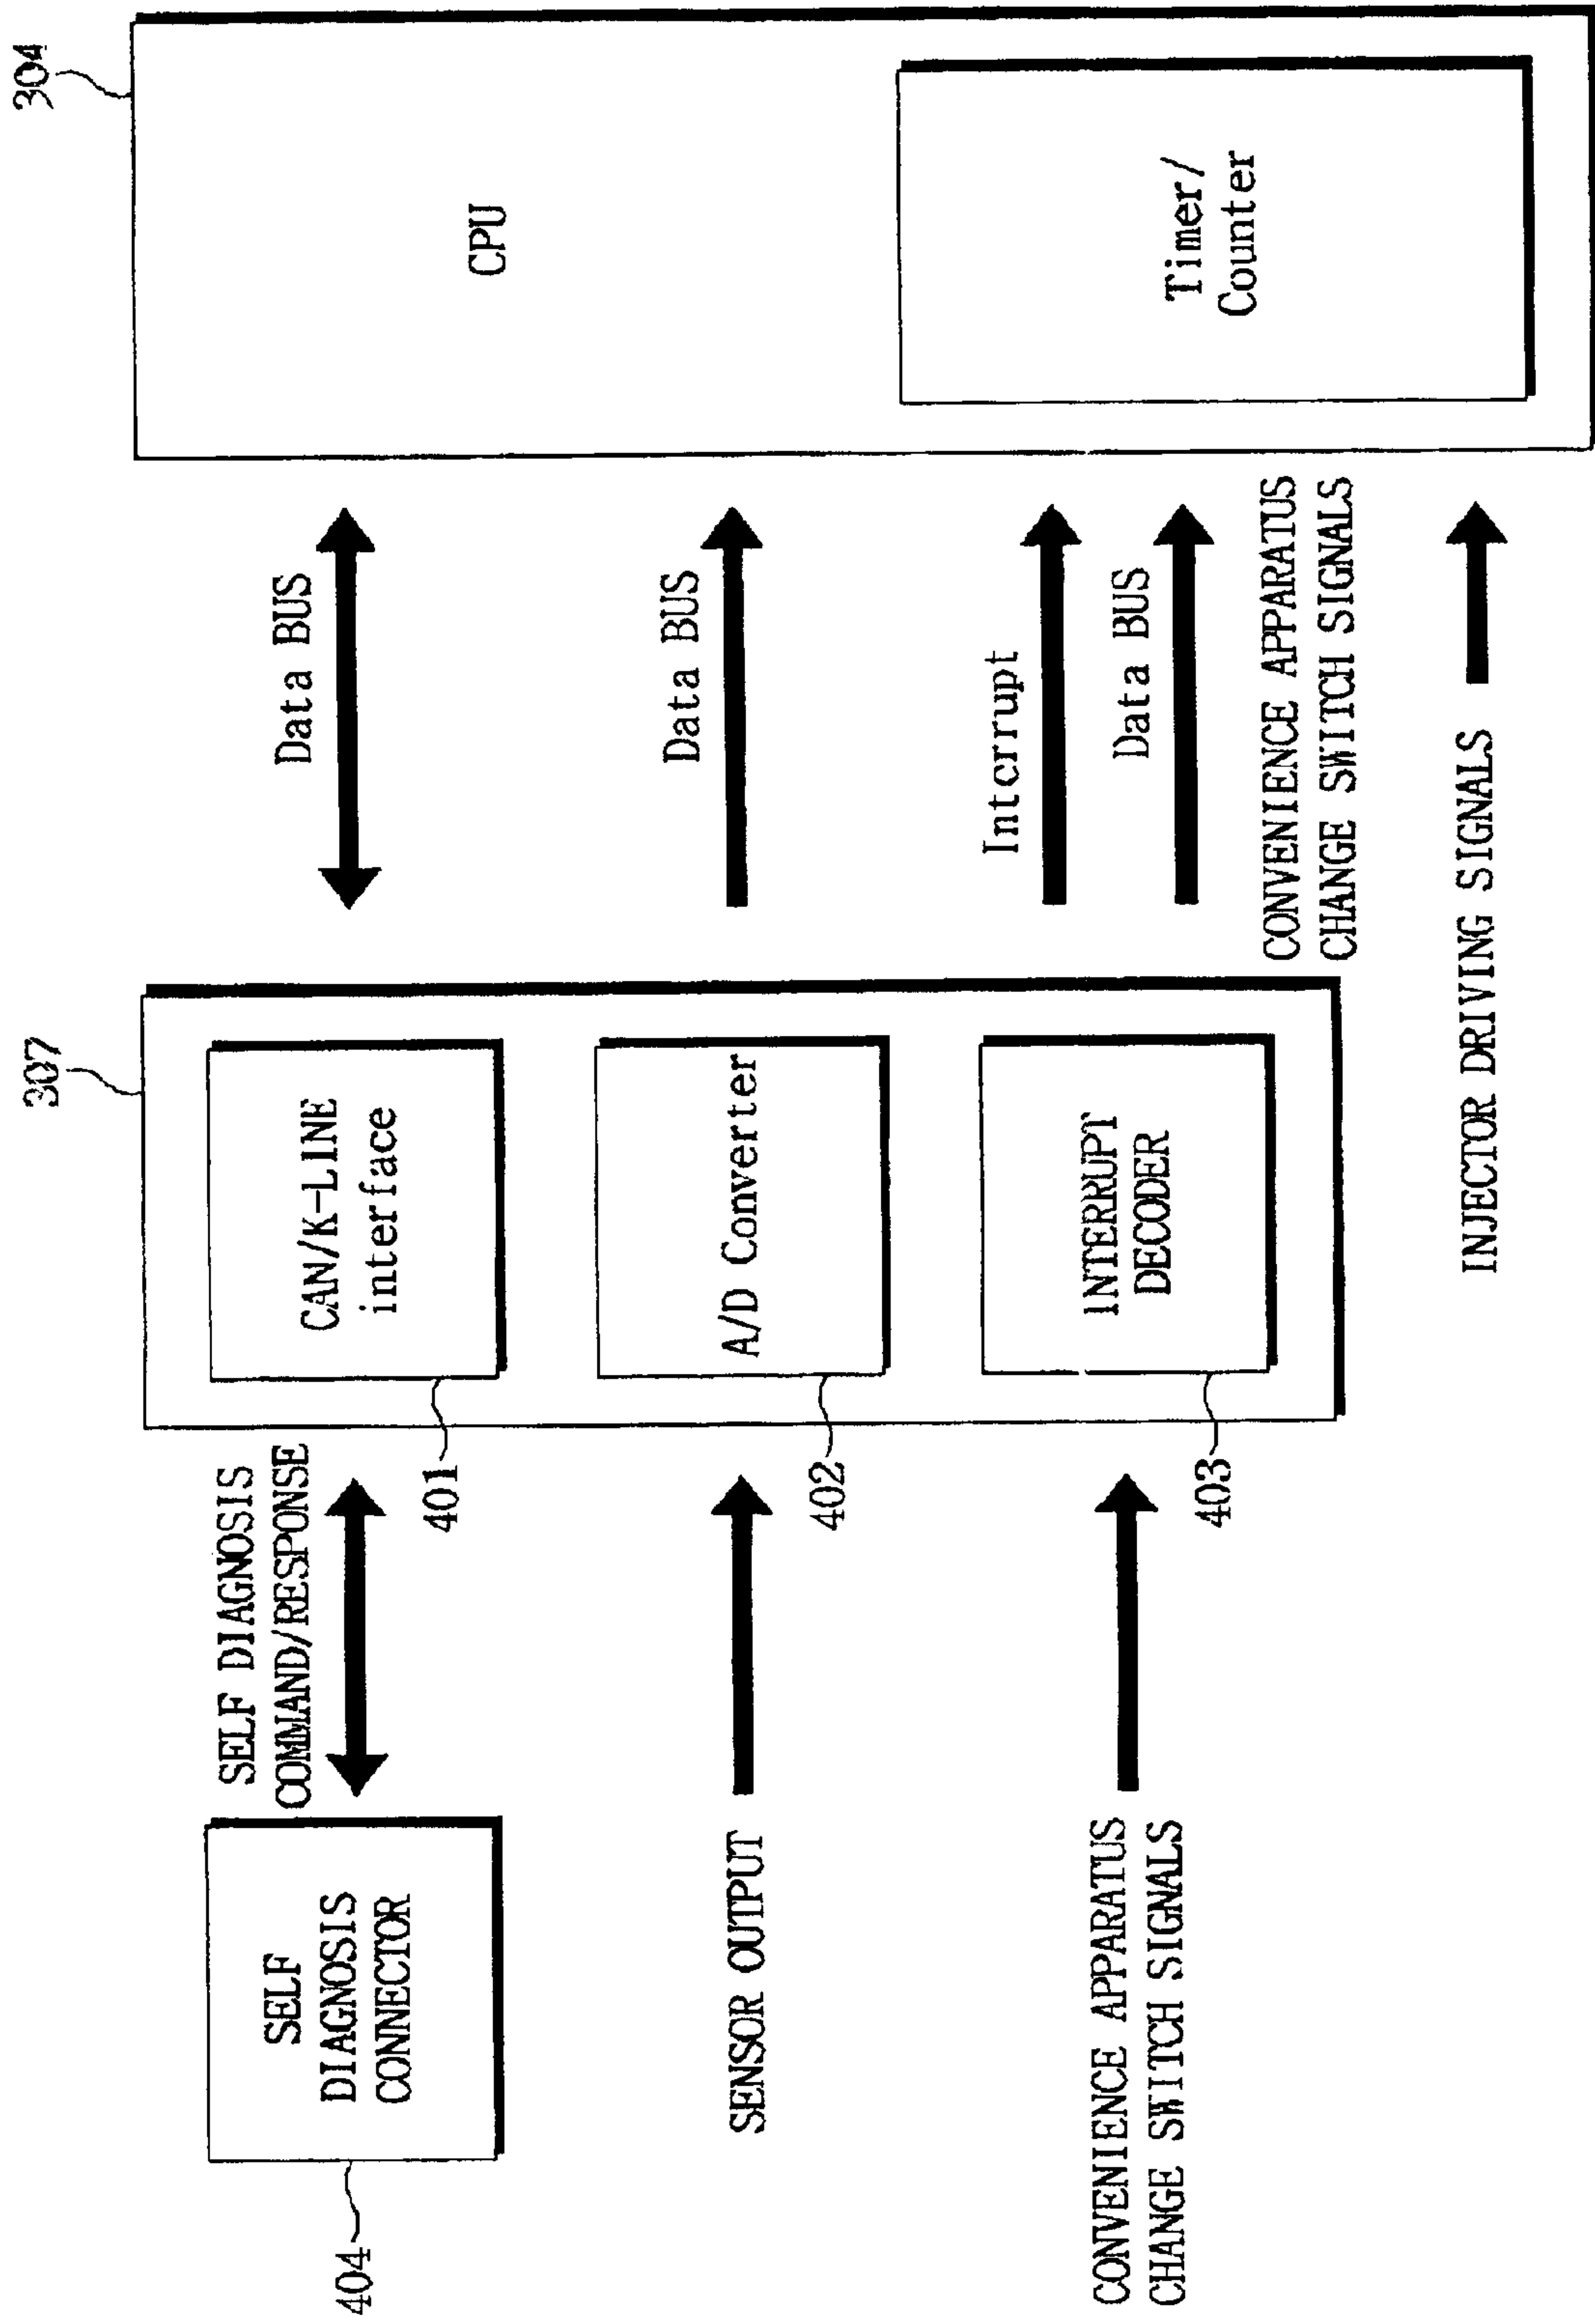 304
307
CPU
Timer/
Counter
Data BUS
Data BUS
Intcrrupt
Data BUS
CONVENIENCE APPARATUS
CHANGE SWITCH SIGNALS
INJECTOR DRIVING SIGNALS
CAN/K-LINE
interface
A/D Converter
INTERRUPT
DECODER
401
402
403
SELF DIAGNOSIS
COMMAND/RESPONSE
SELF
DIAGNOSIS
CONNECTOR
404
SENSOR OUTPUT
CONVENIENCE APPARATUS
CHANGE SWITCH SIGNALS